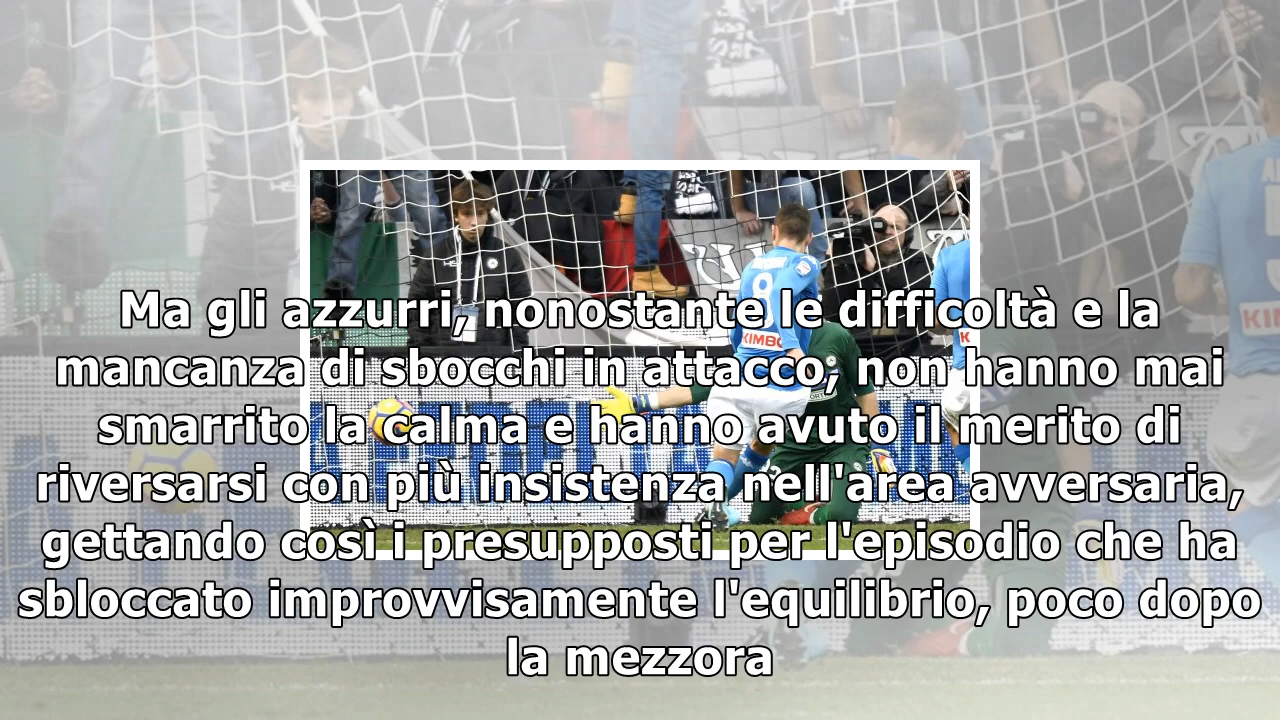 Ma gli azzurri, nonostante le difficoltà e la
mancanza di sbocchi in attacco, non hanno mai
smarrito la calma e hanno avuto il merito di
riversarsi con più insistenza nell'area avversaria,
gettando così i presupposti per l'episodio che ha
sbloccato improvvisamente l'equilibrio, poco dopo
la mezzora
8
KIMBO